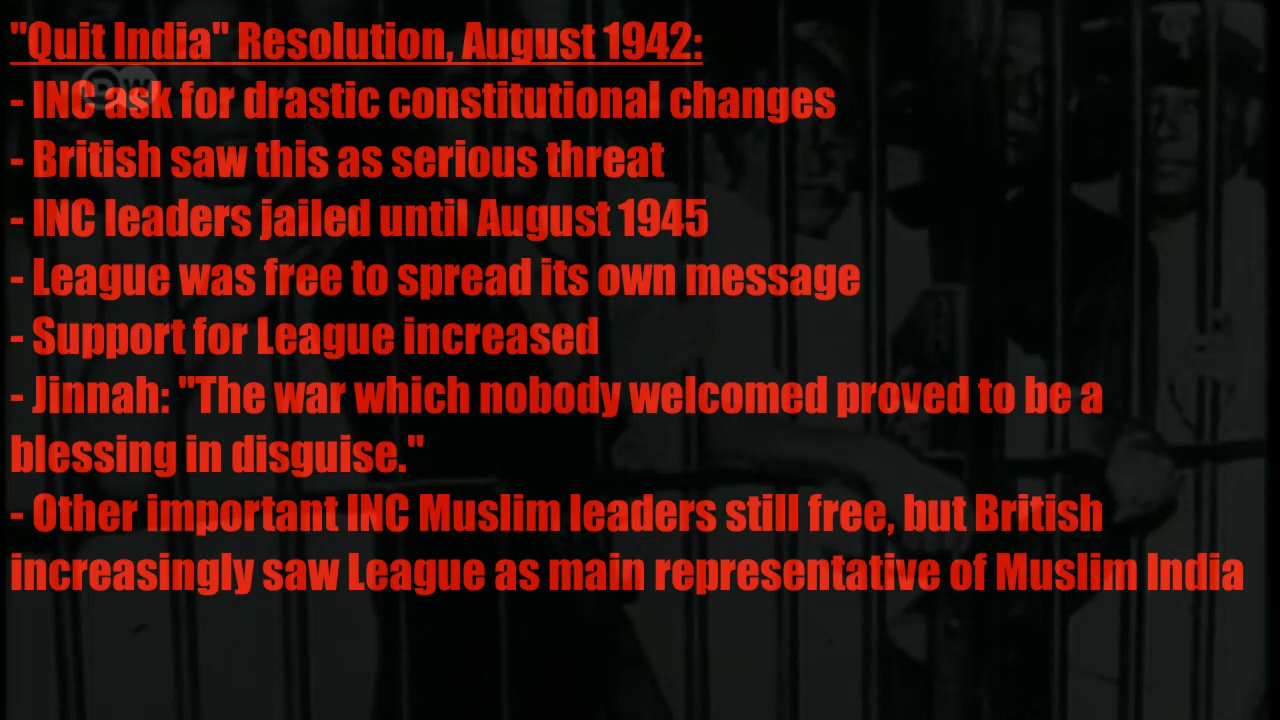 "Quit India" Resolution, August 1942:
DW
- INC ask for drastic constitutional changes
- British saw this as serious threat
- INC leaders jailed until August 1945
- League was free to spread its own message
- Support for League increased
- Jinnah: "The war which nobody welcomed proved to be a
blessing in disguise."
- Other important INC Muslim leaders still free, but British
increasingly saw League as main representative of Muslim India